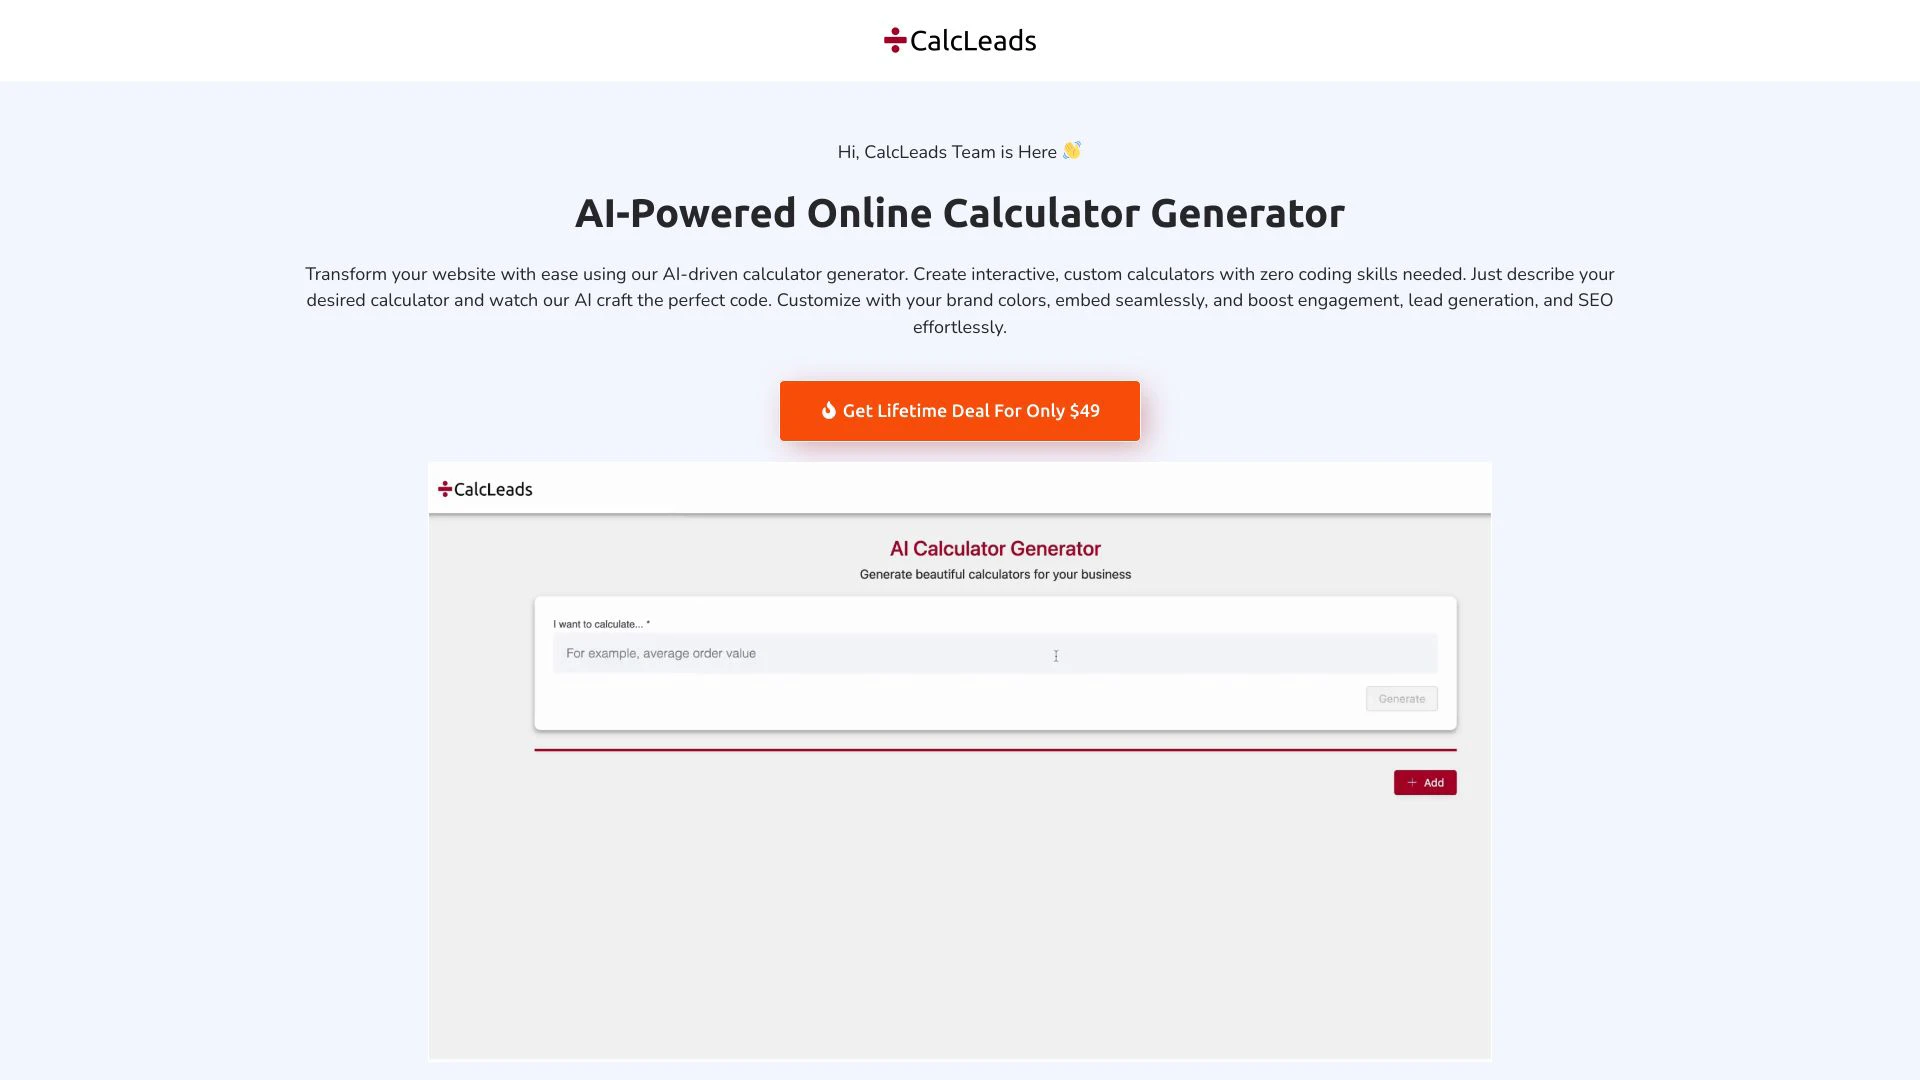 CalcLeads
Hi, CalcLeads Team is Here 👋
AI-Powered Online Calculator Generator
Transform your website with ease using our AI-driven calculator generator. Create interactive, custom calculators with zero coding skills needed. Just describe your
desired calculator and watch our AI craft the perfect code. Customize with your brand colors, embed seamlessly, and boost engagement, lead generation, and SEO
effortlessly.
Get Lifetime Deal For Only $49
CalcLeads
AI Calculator Generator
Generate beautiful calculators for your business
I want to calculate... *
For example, average order value
Generate
+ Add